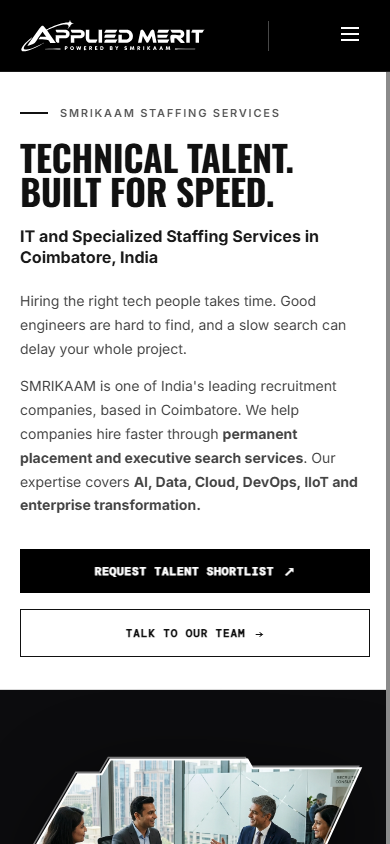 APPLIED MERIT
POWERED BY SMRIKAAM
SMRIKAAM STAFFING SERVICES
TECHNICAL TALENT.
BUILT FOR SPEED.
IT and Specialized Staffing Services in
Coimbatore, India
Hiring the right tech people takes time. Good
engineers are hard to find, and a slow search can
delay your whole project.
SMRIKAAM is one of India's leading recruitment
companies, based in Coimbatore. We help
companies hire faster through permanent
placement and executive search services. Our
expertise covers AI, Data, Cloud, DevOps, IIoT and
enterprise transformation.
REQUEST TALENT SHORTLIST ↗
TALK TO OUR TEAM →